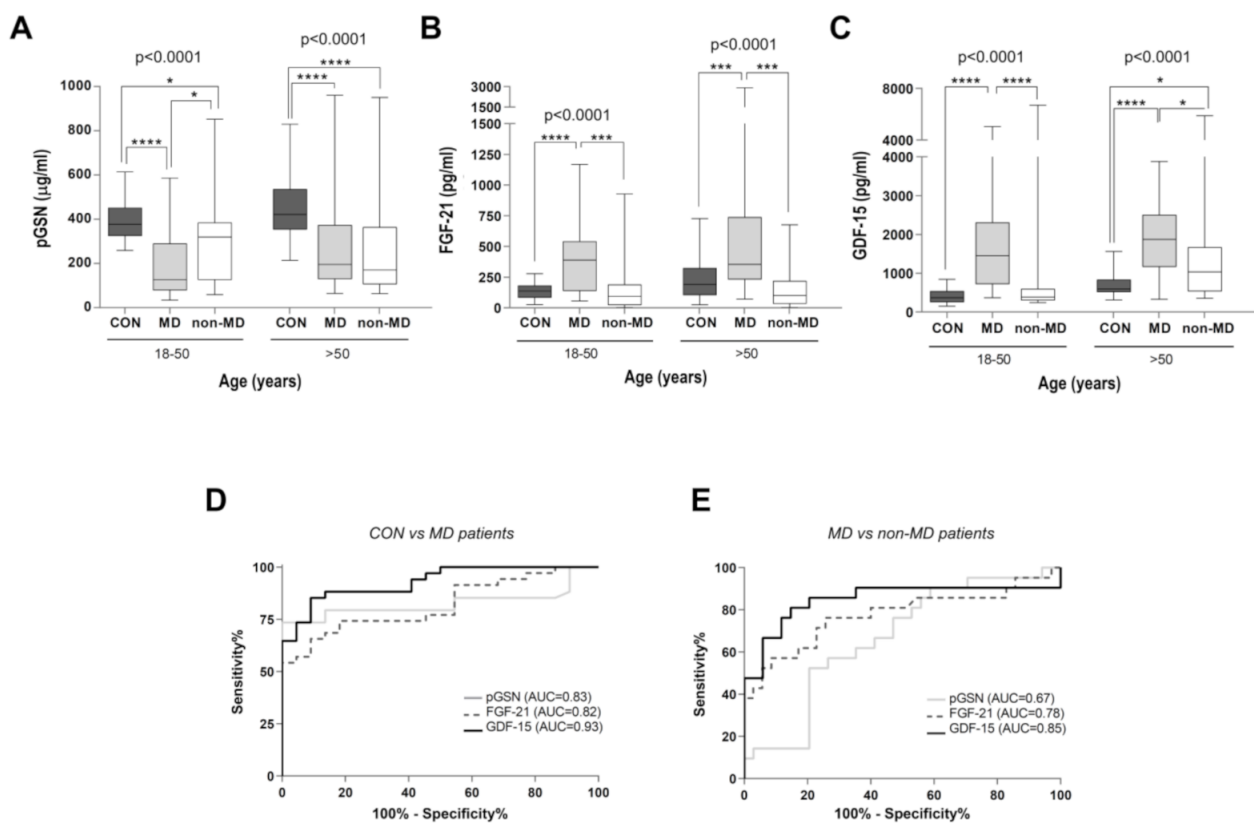 A
p<0.0001
p<0.0001
****
*
****
*
****
1000
800
600
400
200
0
pGSN (μg/ml)
CON MD non-MD
CON MD non-MD
18-50
>50
Age (years)
B
p<0.0001
*** ***
3000
1500
p<0.0001
1500
**** ***
1250
1000
750
500
250
0
FGF-21 (pg/ml)
CON MD non-MD
CON MD non-MD
18-50
>50
Age (years)
C
p<0.0001
p<0.0001
**** ****
*
**** *
8000
4000
4000
3000
2000
1000
0
GDF-15 (pg/ml)
CON MD non-MD
CON MD non-MD
18-50
>50
Age (years)
D
CON vs MD patients
100
75
50
25
0
Sensitivity%
pGSN (AUC=0.83)
FGF-21 (AUC=0.82)
GDF-15 (AUC=0.93)
0 20 40 60 80 100
100% - Specificity%
E
MD vs non-MD patients
100
80
60
40
20
0
Sensitivity%
pGSN (AUC=0.67)
FGF-21 (AUC=0.78)
GDF-15 (AUC=0.85)
0 20 40 60 80 100
100% - Specificity%